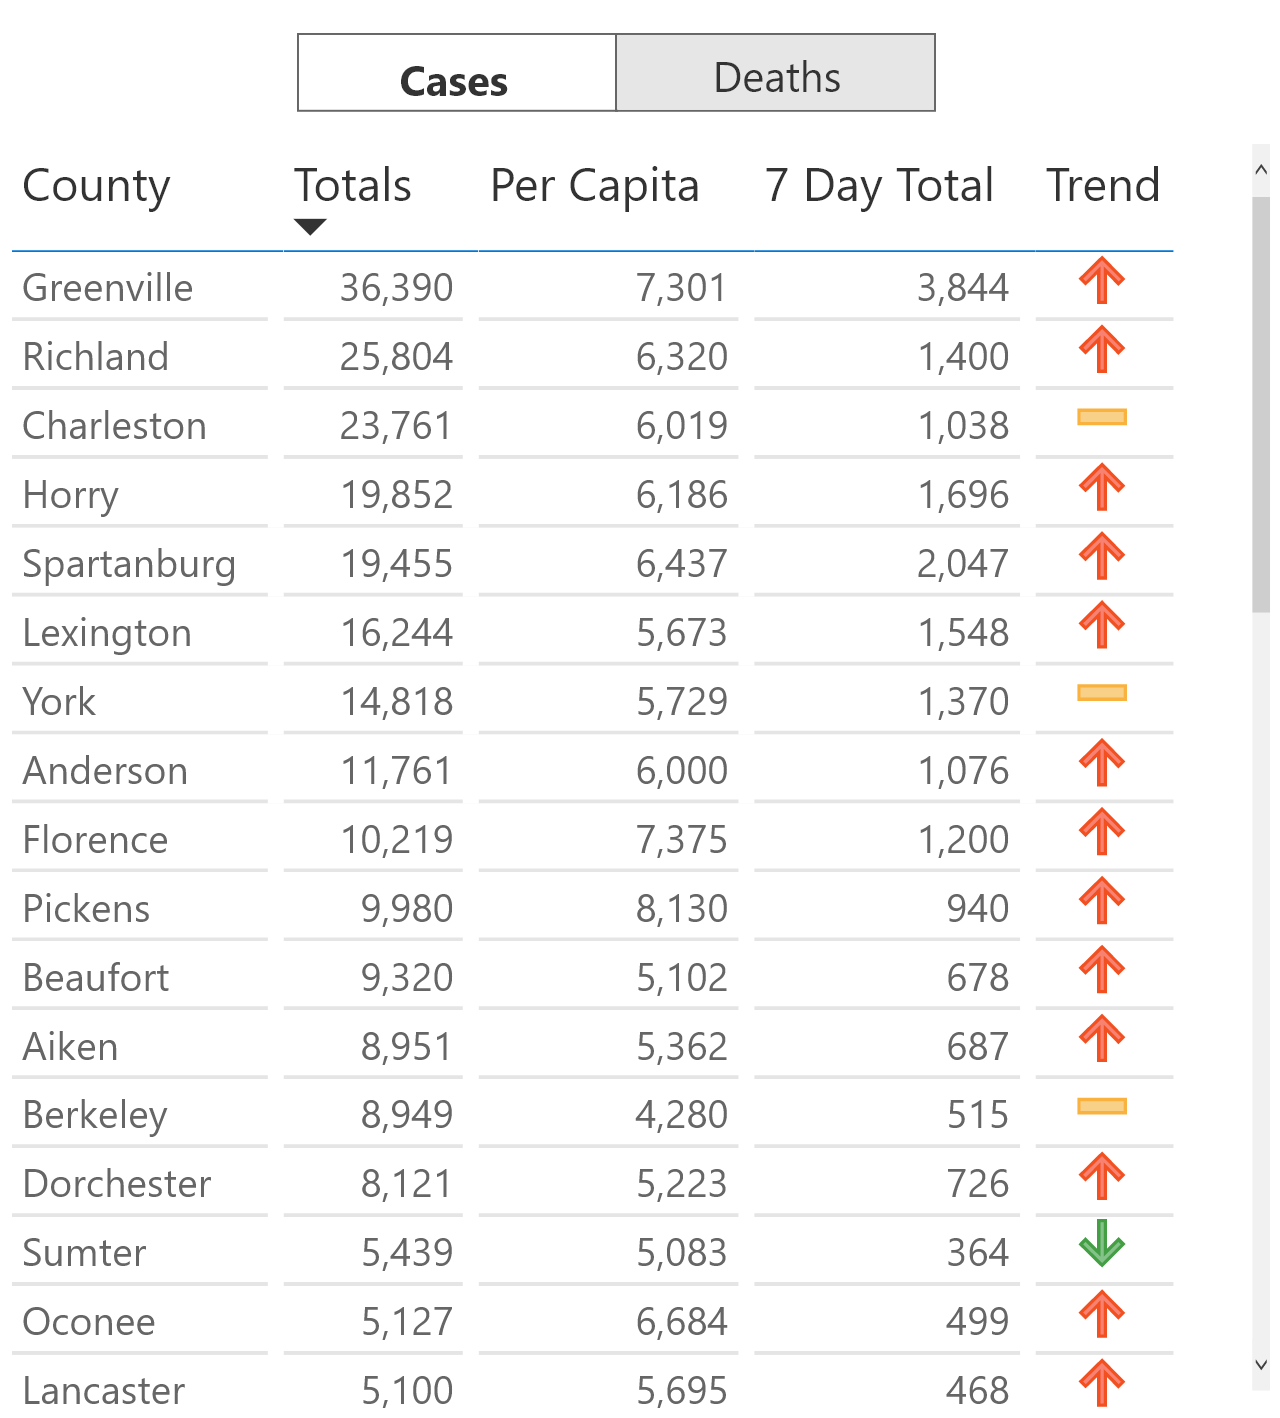 Cases Deaths
County Totals Per Capita 7 Day Total Trend
Greenville 36,390 7,301 3,844
Richland 25,804 6,320 1,400
Charleston 23,761 6,019 1,038
Horry 19,852 6,186 1,696
Spartanburg 19,455 6,437 2,047
Lexington 16,244 5,673 1,548
York 14,818 5,729 1,370
Anderson 11,761 6,000 1,076
Florence 10,219 7,375 1,200
Pickens 9,980 8,130 940
Beaufort 9,320 5,102 678
Aiken 8,951 5,362 687
Berkeley 8,949 4,280 515
Dorchester 8,121 5,223 726
Sumter 5,439 5,083 364
Oconee 5,127 6,684 499
Lancaster 5,100 5,695 468